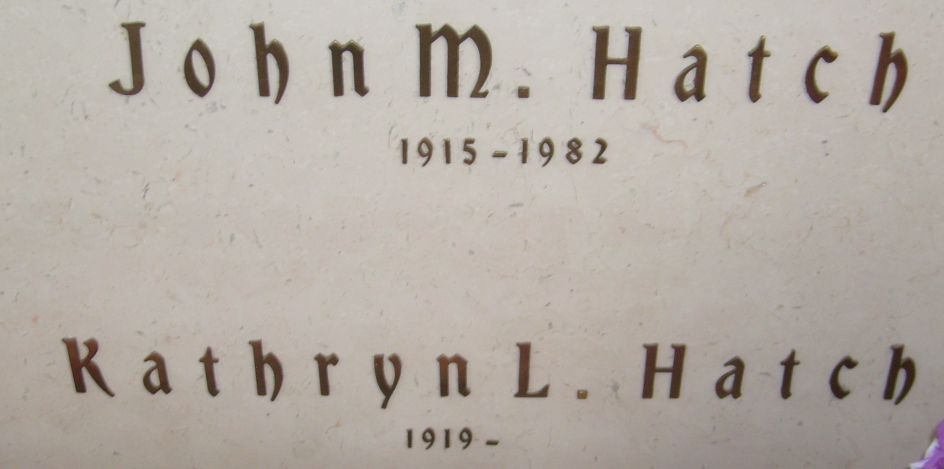 John M. Hatch
1915-1982
Kathryn L. Hatch
1919-